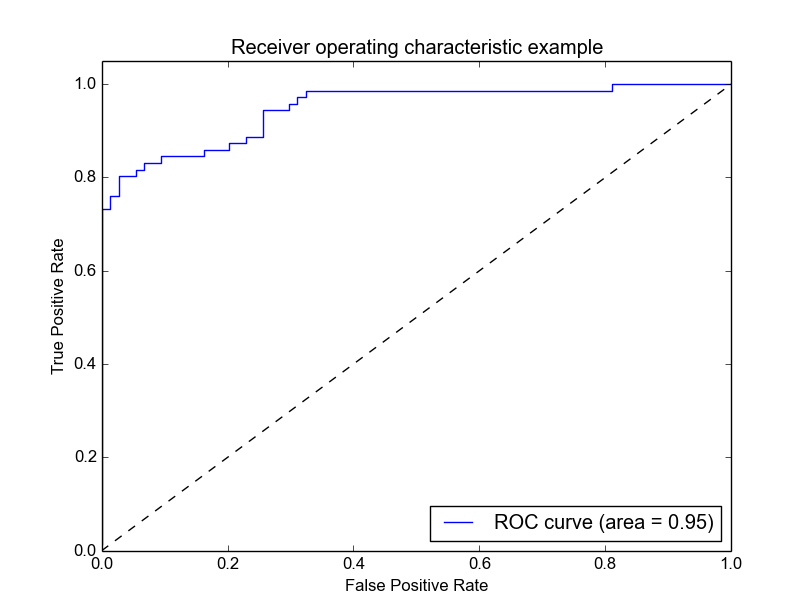 Receiver operating characteristic example
True Positive Rate
1.0
0.8
0.6
0.4
0.2
0.0
ROC curve (area = 0.95)
0.0 0.2 0.4 0.6 0.8 1.0
False Positive Rate